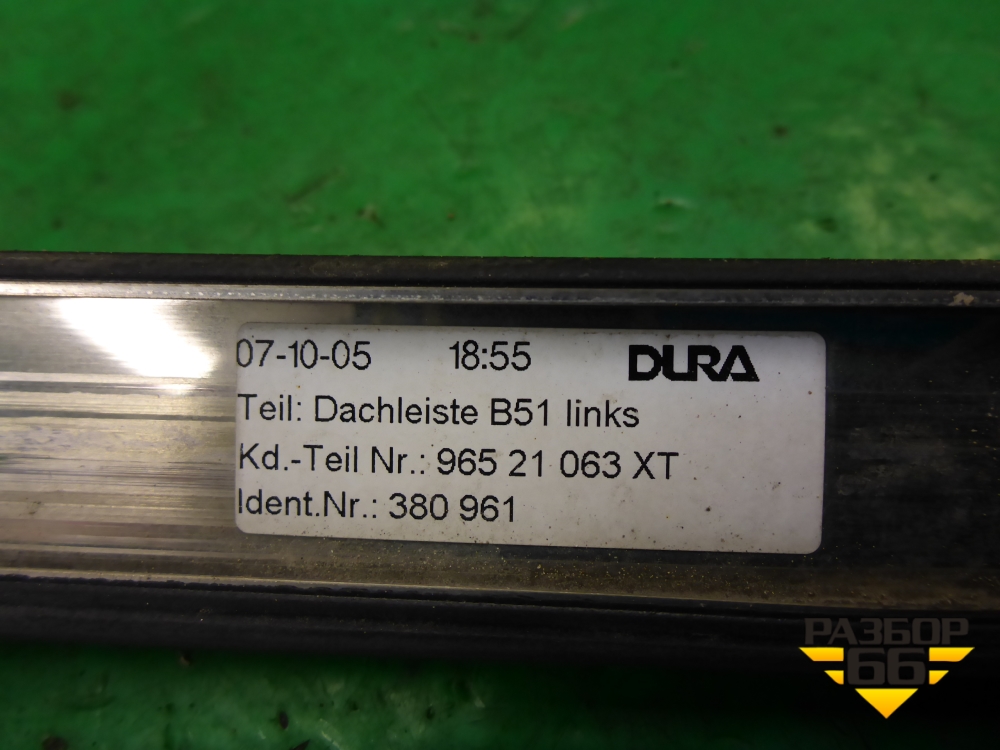 07-10-05 18:55 DURA
Teil: Dachleiste B51 links
Kd.-Teil Nr.: 965 21 063 XT
Ident.Nr.: 380 961
РАЗБОР
66